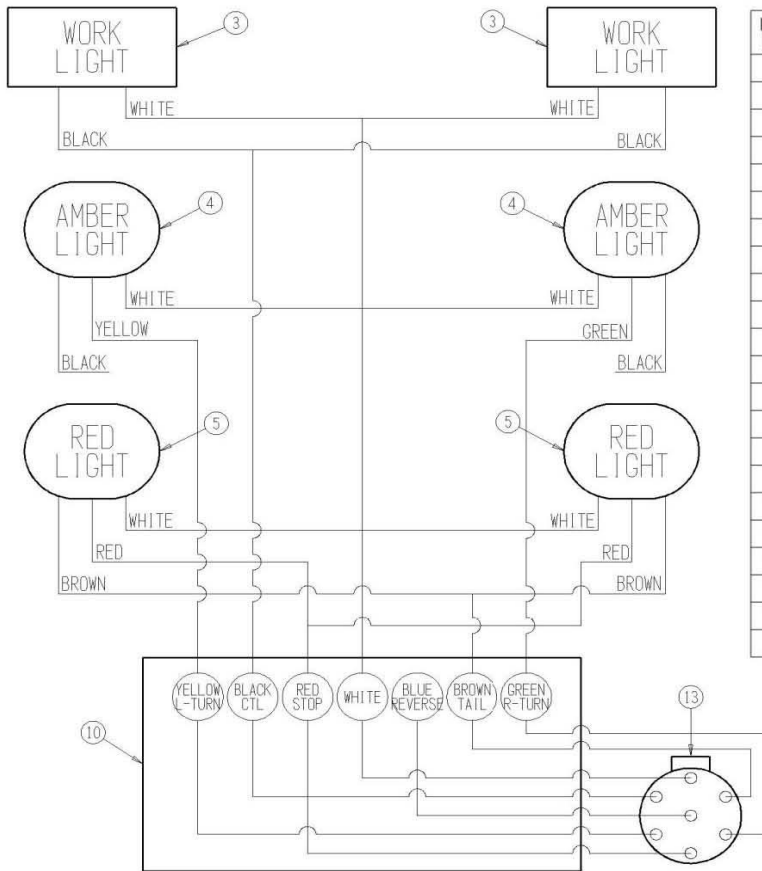 WORK
LIGHT
3
3
WORK
LIGHT
WHITE
WHITE
BLACK
BLACK
AMBER
LIGHT
4
4
AMBER
LIGHT
WHITE
WHITE
YELLOW
GREEN
BLACK
BLACK
RED
LIGHT
5
5
RED
LIGHT
WHITE
WHITE
RED
RED
BROWN
BROWN
YELLOW
L-TURN
BLACK
CTL
RED
STOP
WHITE
BLUE
REVERSE
BROWN
TAIL
GREEN
R-TURN
10
13